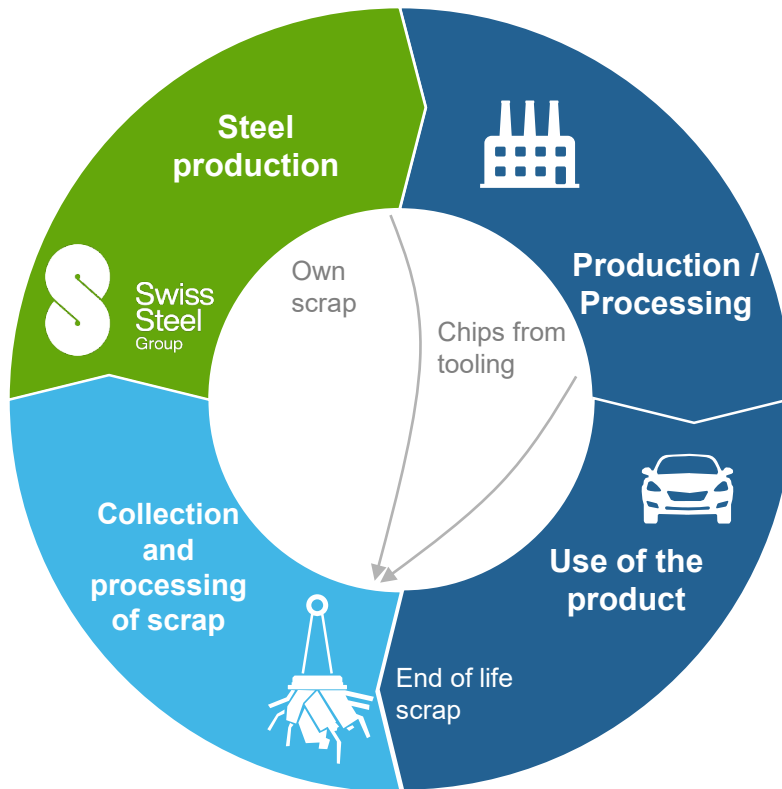 Steel
production
Swiss
Steel
Group
Own
scrap
Production /
Processing
Chips from
tooling
Collection
and
processing
of scrap
Use of the
product
End of life
scrap